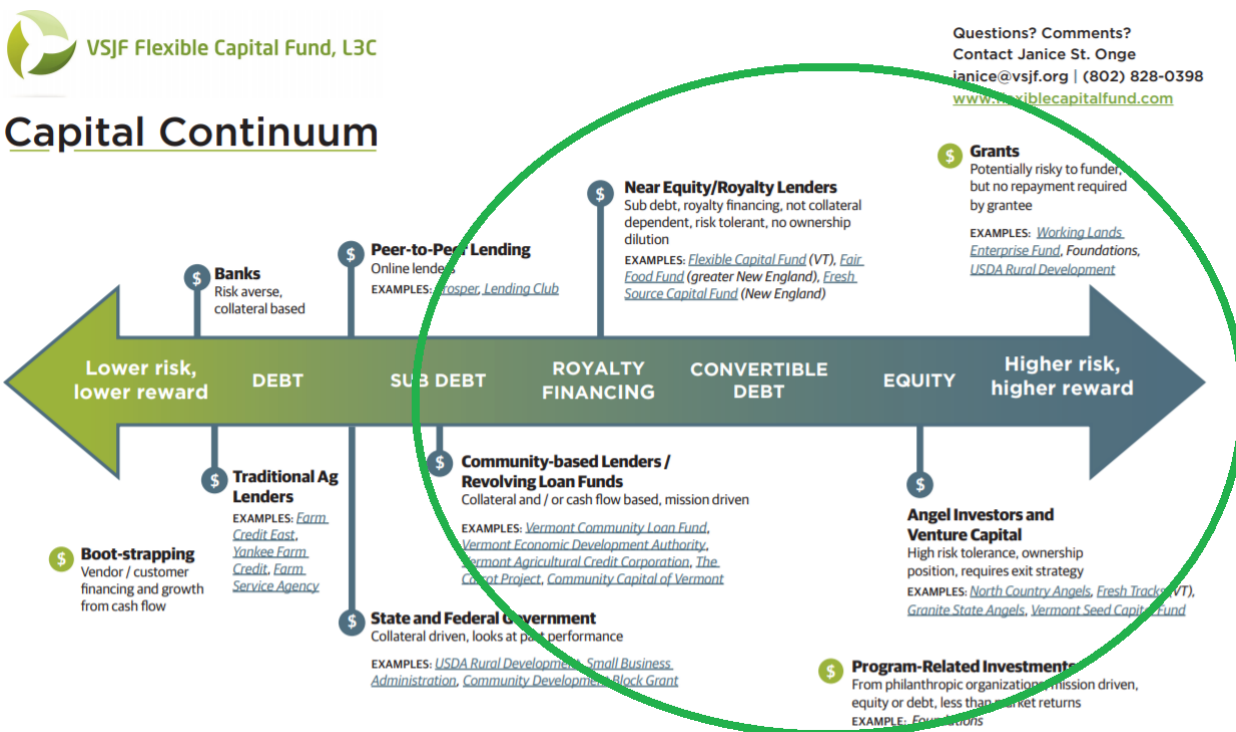 VSJF Flexible Capital Fund, L3C
Questions? Comments?
Contact Janice St. Onge
janice@vsjf.org | (802) 828-0398
www.flexiblecapitalfund.com
Capital Continuum
$ Grants
Potentially risky to funder,
but no repayment required
by grantee
EXAMPLES: Working Lands
Enterprise Fund, Foundations,
USDA Rural Development
$ Near Equity/Royalty Lenders
Sub debt, royalty financing, not collateral
dependent, risk tolerant, no ownership
dilution
EXAMPLES: Flexible Capital Fund (VT), Fair
Food Fund (greater New England), Fresh
Source Capital Fund (New England)
$ Peer-to-Peer Lending
Online lenders
EXAMPLES: Prosper, Lending Club
$ Banks
Risk averse,
collateral based
Lower risk,
lower reward
DEBT
SUB DEBT
ROYALTY
FINANCING
CONVERTIBLE
DEBT
EQUITY
Higher risk,
higher reward
$ Traditional Ag
Lenders
EXAMPLES: Farm
Credit East,
Yankee Farm
Credit, Farm
Service Agency
$ Boot-strapping
Vendor / customer
financing and growth
from cash flow
$ Community-based Lenders /
Revolving Loan Funds
Collateral and / or cash flow based, mission driven
EXAMPLES: Vermont Community Loan Fund,
Vermont Economic Development Authority,
Vermont Agricultural Credit Corporation, The
Carrot Project, Community Capital of Vermont
$ State and Federal Government
Collateral driven, looks at past performance
EXAMPLES: USDA Rural Development, Small Business
Administration, Community Development Block Grant
$ Angel Investors and
Venture Capital
High risk tolerance, ownership
position, requires exit strategy
EXAMPLES: North Country Angels, Fresh Tracks (VT),
Granite State Angels, Vermont Seed Capital Fund
$ Program-Related Investments
From philanthropic organizations, mission driven,
equity or debt, less than market returns
EXAMPLE: Foundations